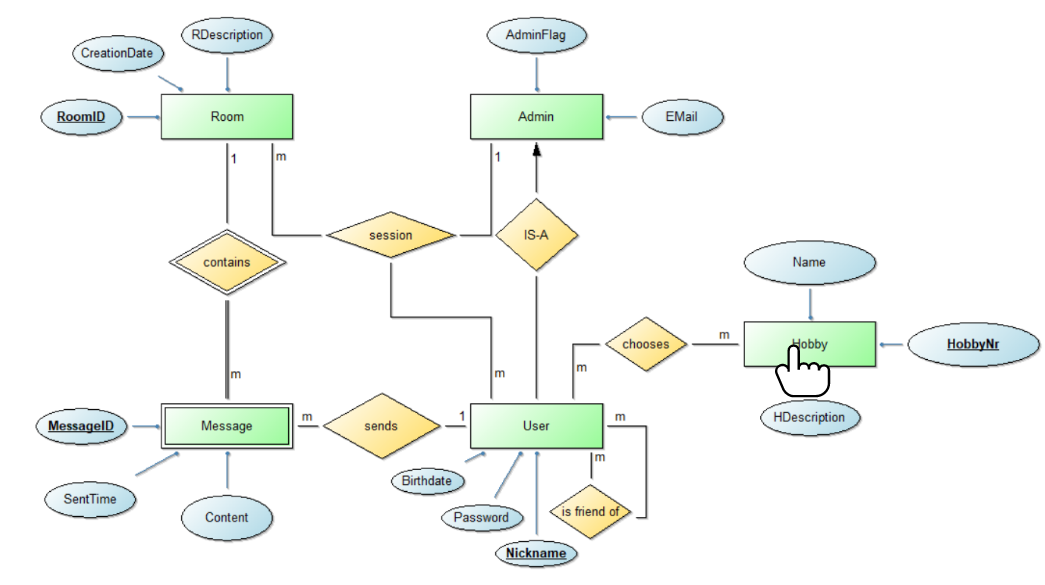 RDescription
AdminFlag
CreationDate
RoomID
Room
Admin
EMail
1
m
1
session
IS-A
contains
Name
chooses
m
Hobby
HobbyNr
m
m
m
MessageID
Message
m
sends
1
User
m
HDescription
m
Birthdate
SentTime
Content
Password
is friend of
Nickname